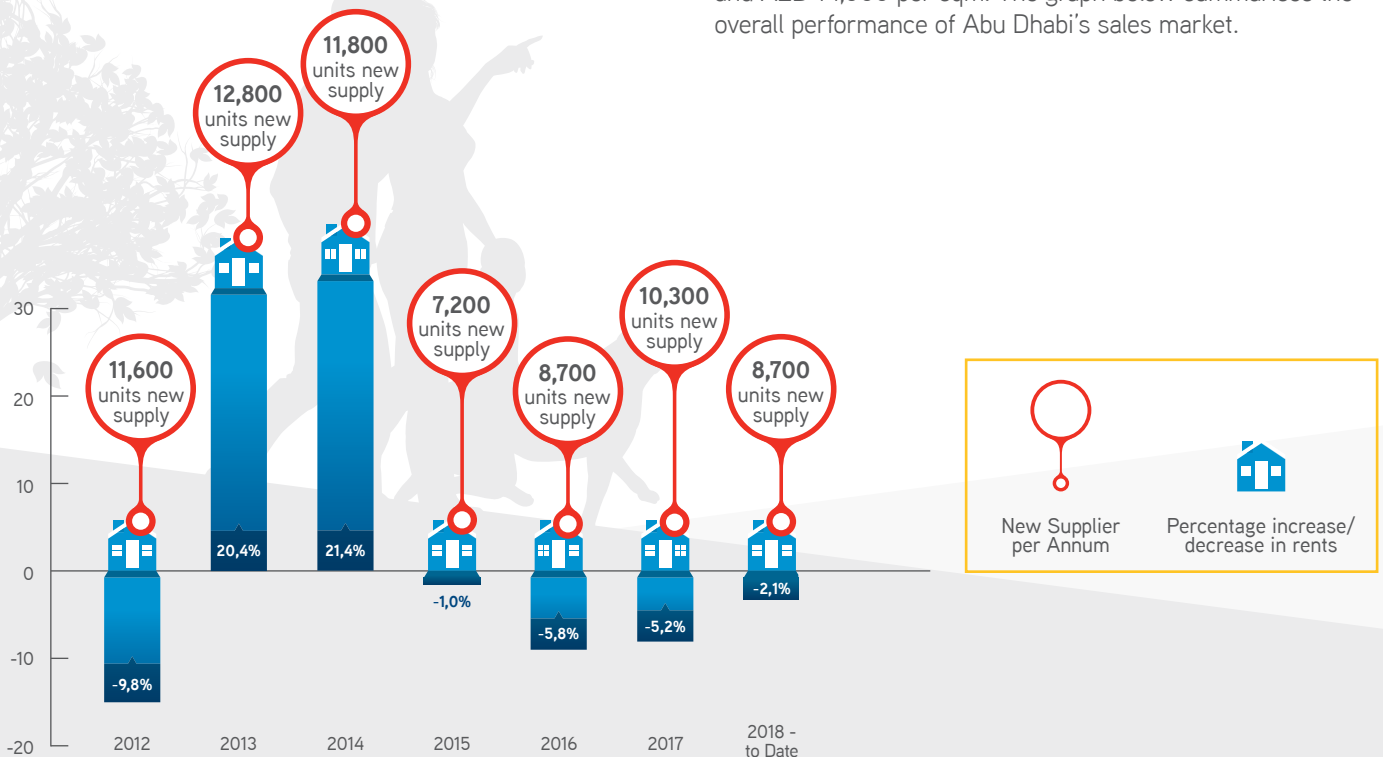 overall performance of Abu Dhabi's sales market.
11,800
units new
supply
12,800
units new
supply
7,200
units new
supply
10,300
units new
supply
11,600
units new
supply
8,700
units new
supply
8,700
units new
supply
30
20
10
0
-10
-20
20,4%
21,4%
-1,0%
-2,1%
-5,8%
-5,2%
-9,8%
2012
2013
2014
2015
2016
2017
2018 -
to Date
New Supplier
per Annum
Percentage increase/
decrease in rents